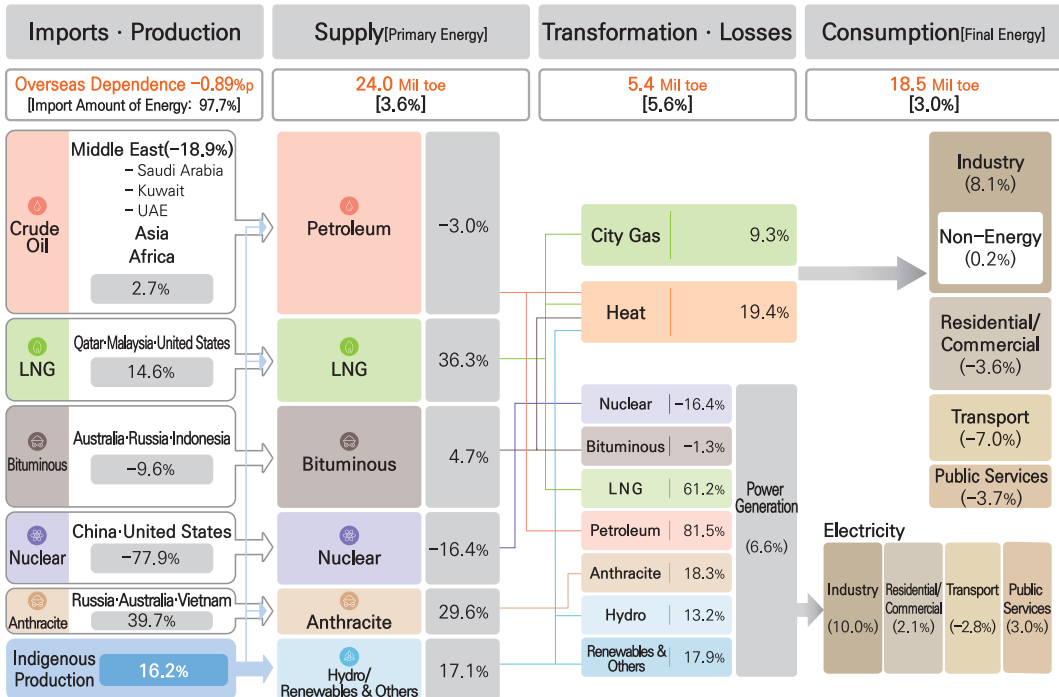 Imports · Production
Supply[Primary Energy]
Transformation · Losses
Consumption[Final Energy]
Overseas Dependence −0.89%p
[Import Amount of Energy: 97.7%]
24.0 Mil toe
[3.6%]
5.4 Mil toe
[5.6%]
18.5 Mil toe
[3.0%]
Crude
Oil
Middle East(−18.9%)
− Saudi Arabia
− Kuwait
− UAE
Asia
Africa
2.7%
LNG
Qatar·Malaysia·United States
14.6%
Bituminous
Australia·Russia·Indonesia
−9.6%
Nuclear
China·United States
−77.9%
Anthracite
Russia·Australia·Vietnam
39.7%
Indigenous
Production
16.2%
Petroleum
−3.0%
LNG
36.3%
Bituminous
4.7%
Nuclear
−16.4%
Anthracite
29.6%
Hydro/
Renewables & Others
17.1%
City Gas
9.3%
Heat
19.4%
Nuclear
−16.4%
Bituminous
−1.3%
LNG
61.2%
Petroleum
81.5%
Anthracite
18.3%
Hydro
13.2%
Renewables &
Others
17.9%
Power
Generation
(6.6%)
Industry
(8.1%)
Non−Energy
(0.2%)
Residential/
Commercial
(−3.6%)
Transport
(−7.0%)
Public Services
(−3.7%)
Electricity
Industry
(10.0%)
Residential/
Commercial
(2.1%)
Transport
(−2.8%)
Public
Services
(3.0%)